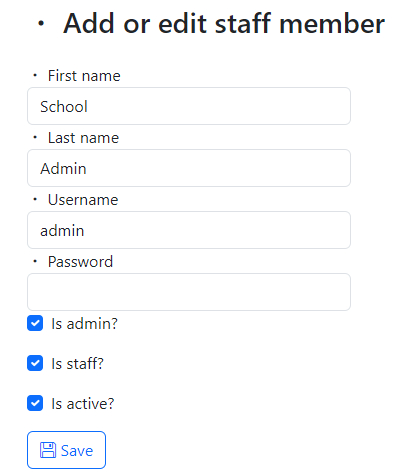 · Add or edit staff member
· First name
School
· Last name
Admin
· Username
admin
· Password
Is admin?
Is staff?
Is active?
Save